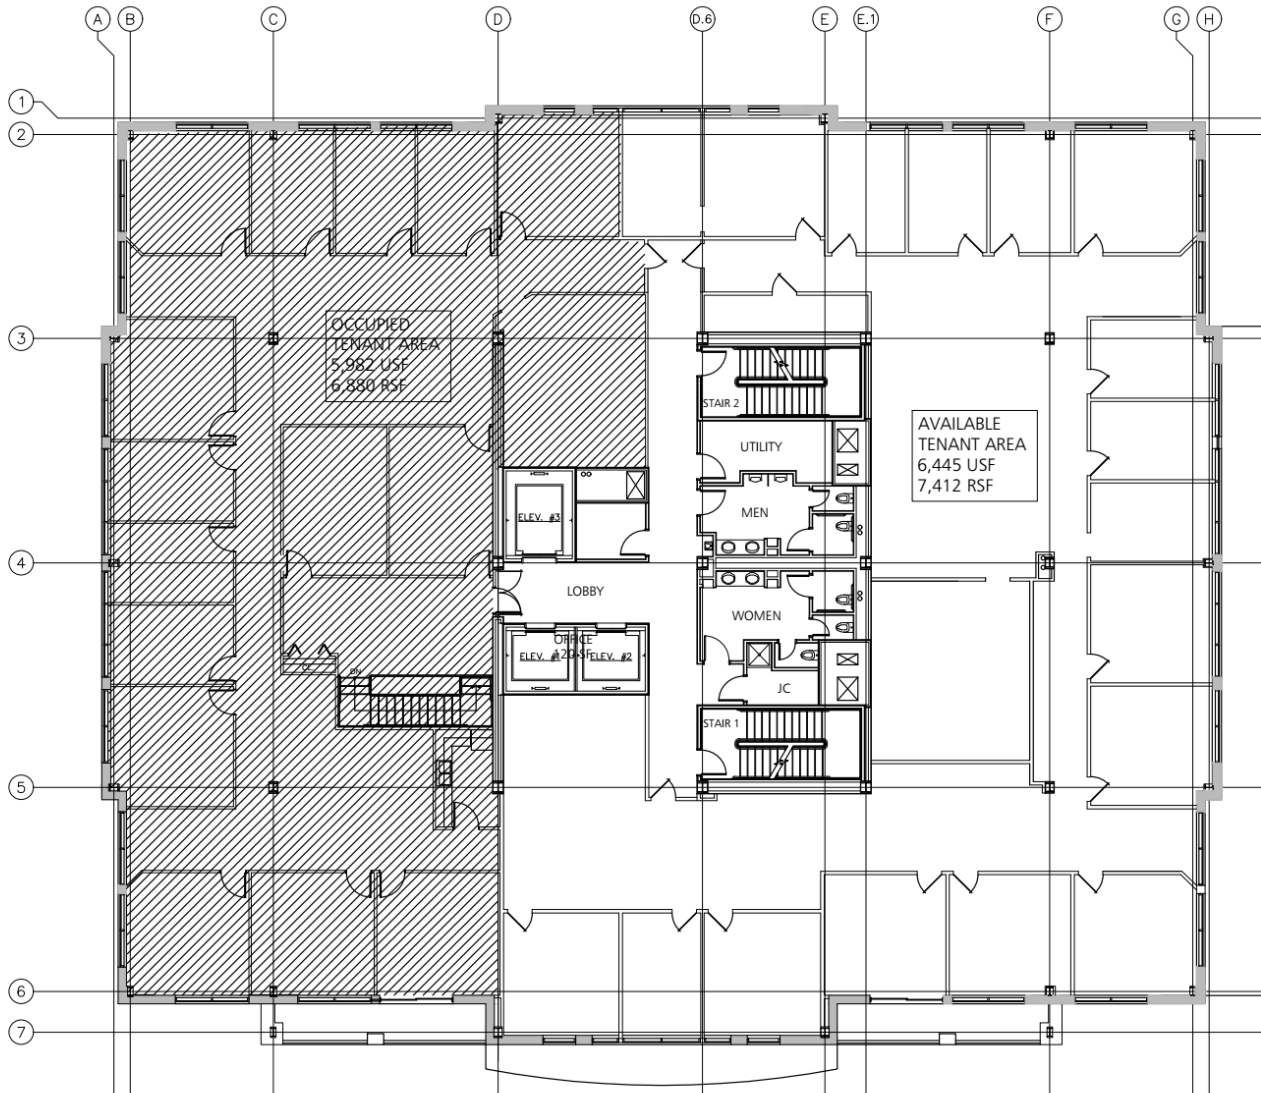 A B C D D.6 E E.1 F G H
1
2
3
4
5
6
7
OCCUPIED
TENANT AREA
5,982 USF
6,880 RSF
AVAILABLE
TENANT AREA
6,445 USF
7,412 RSF
STAIR 2
UTILITY
MEN
ELEV. #3
LOBBY
WOMEN
OFFICE
120 SF
ELEV. #1
ELEV. #2
CL
DN
JC
STAIR 1